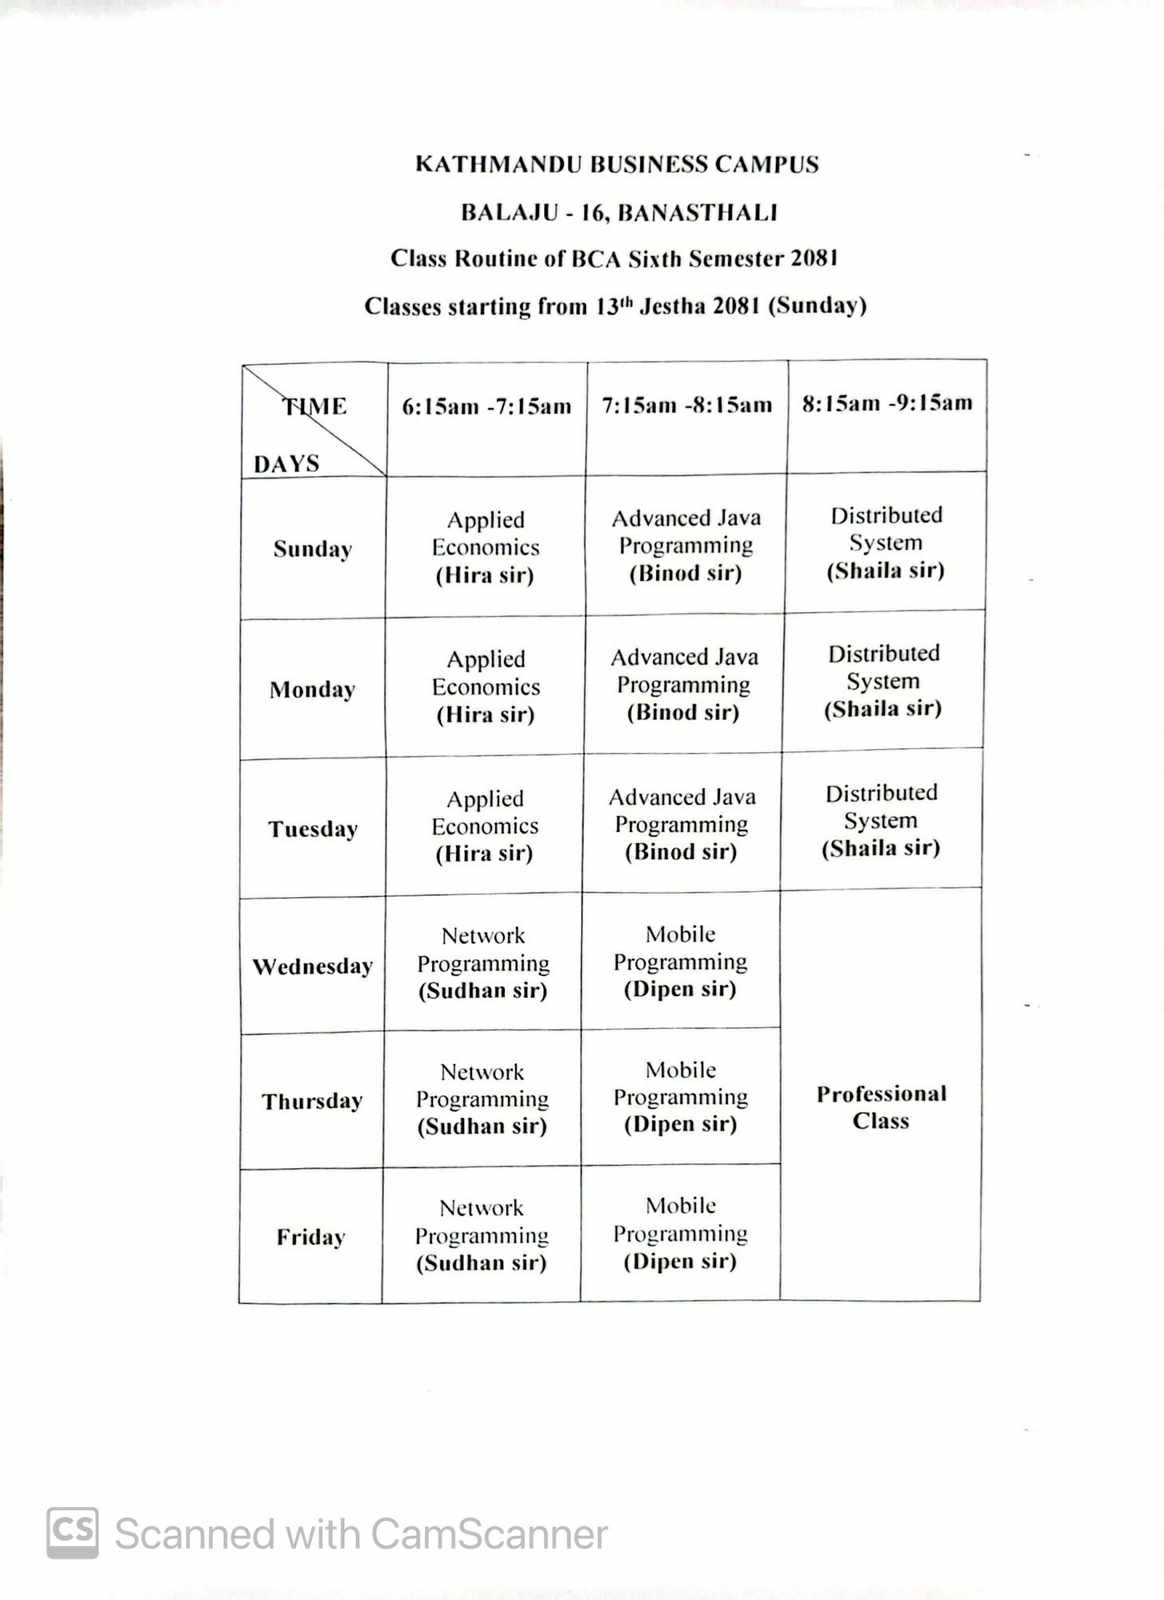 KATHMANDU BUSINESS CAMPUS
BALAJU - 16, BANASTHALI
Class Routine of BCA Sixth Semester 2081
Classes starting from 13th Jestha 2081 (Sunday)
TIME
DAYS
6:15am -7:15am
7:15am -8:15am
8:15am -9:15am
Sunday
Applied
Economics
(Hira sir)
Advanced Java
Programming
(Binod sir)
Distributed
System
(Shaila sir)
Monday
Applied
Economics
(Hira sir)
Advanced Java
Programming
(Binod sir)
Distributed
System
(Shaila sir)
Tuesday
Applied
Economics
(Hira sir)
Advanced Java
Programming
(Binod sir)
Distributed
System
(Shaila sir)
Wednesday
Network
Programming
(Sudhan sir)
Mobile
Programming
(Dipen sir)
Professional
Class
Thursday
Network
Programming
(Sudhan sir)
Mobile
Programming
(Dipen sir)
Friday
Network
Programming
(Sudhan sir)
Mobile
Programming
(Dipen sir)
CS Scanned with CamScanner